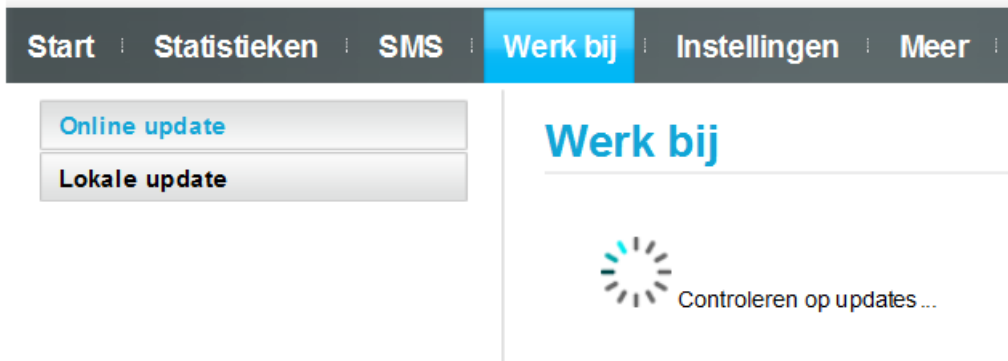 Start Statistieken SMS Werk bij Instellingen Meer
Online update
Lokale update
Werk bij
Controleren op updates...